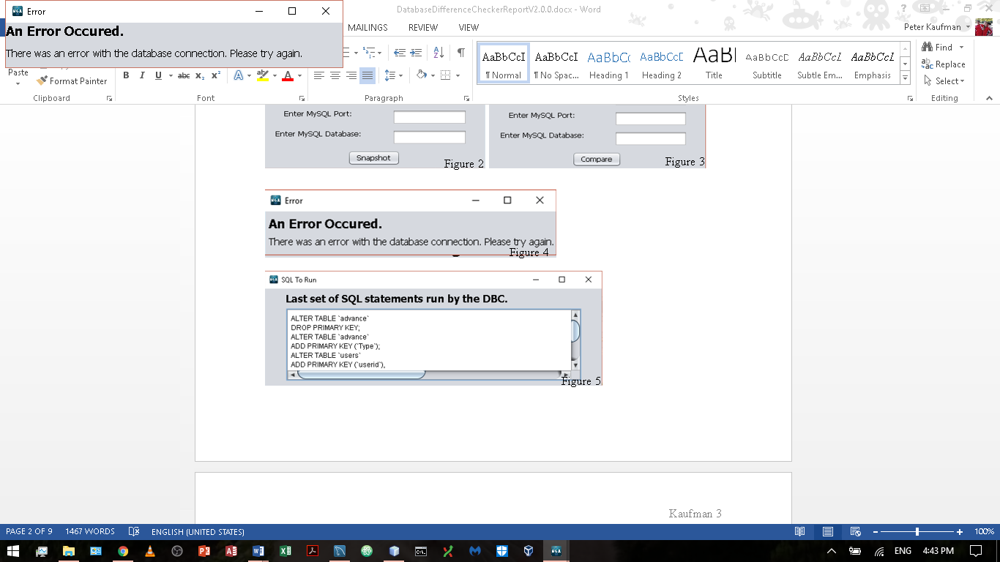 Error
An Error Occured.
There was an error with the database connection. Please try again.
DatabaseDifferenceCheckerReportV2.0.0.docx - Word
MAILINGS REVIEW VIEW
Peter Kaufman
Paste
Format Painter
B I U abc X₂ X² A A
AaBbCcI AaBbCcI AaBbCc AaBbCcI AaBl AaBbCcI AaBbCcI AaBbCcI
¶ Normal ¶ No Spac... Heading 1 Heading 2 Title Subtitle Subtle Em... Emphasis
Find
Replace
Select
Clipboard Font Paragraph Styles Editing
Enter MySQL Port:
Enter MySQL Database:
Snapshot
Figure 2
Enter MySQL Port:
Enter MySQL Database:
Compare
Figure 3
Error
An Error Occured.
There was an error with the database connection. Please try again.
Figure 4
SQL To Run
Last set of SQL statements run by the DBC.
ALTER TABLE `advance`
DROP PRIMARY KEY;
ALTER TABLE `advance`
ADD PRIMARY KEY (`Type`);
ALTER TABLE `users`
ADD PRIMARY KEY (`userid`),
Figure 5
Kaufman 3
PAGE 2 OF 9 1467 WORDS ENGLISH (UNITED STATES) 100%
ENG 4:43 PM